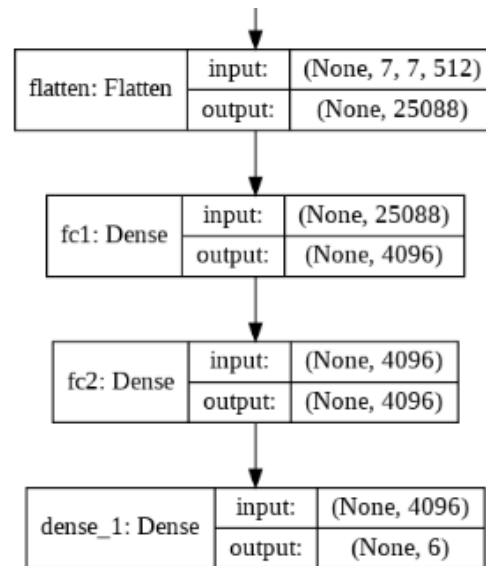 flatten: Flatten
input: (None, 7, 7, 512)
output: (None, 25088)
fc1: Dense
input: (None, 25088)
output: (None, 4096)
fc2: Dense
input: (None, 4096)
output: (None, 4096)
dense_1: Dense
input: (None, 4096)
output: (None, 6)